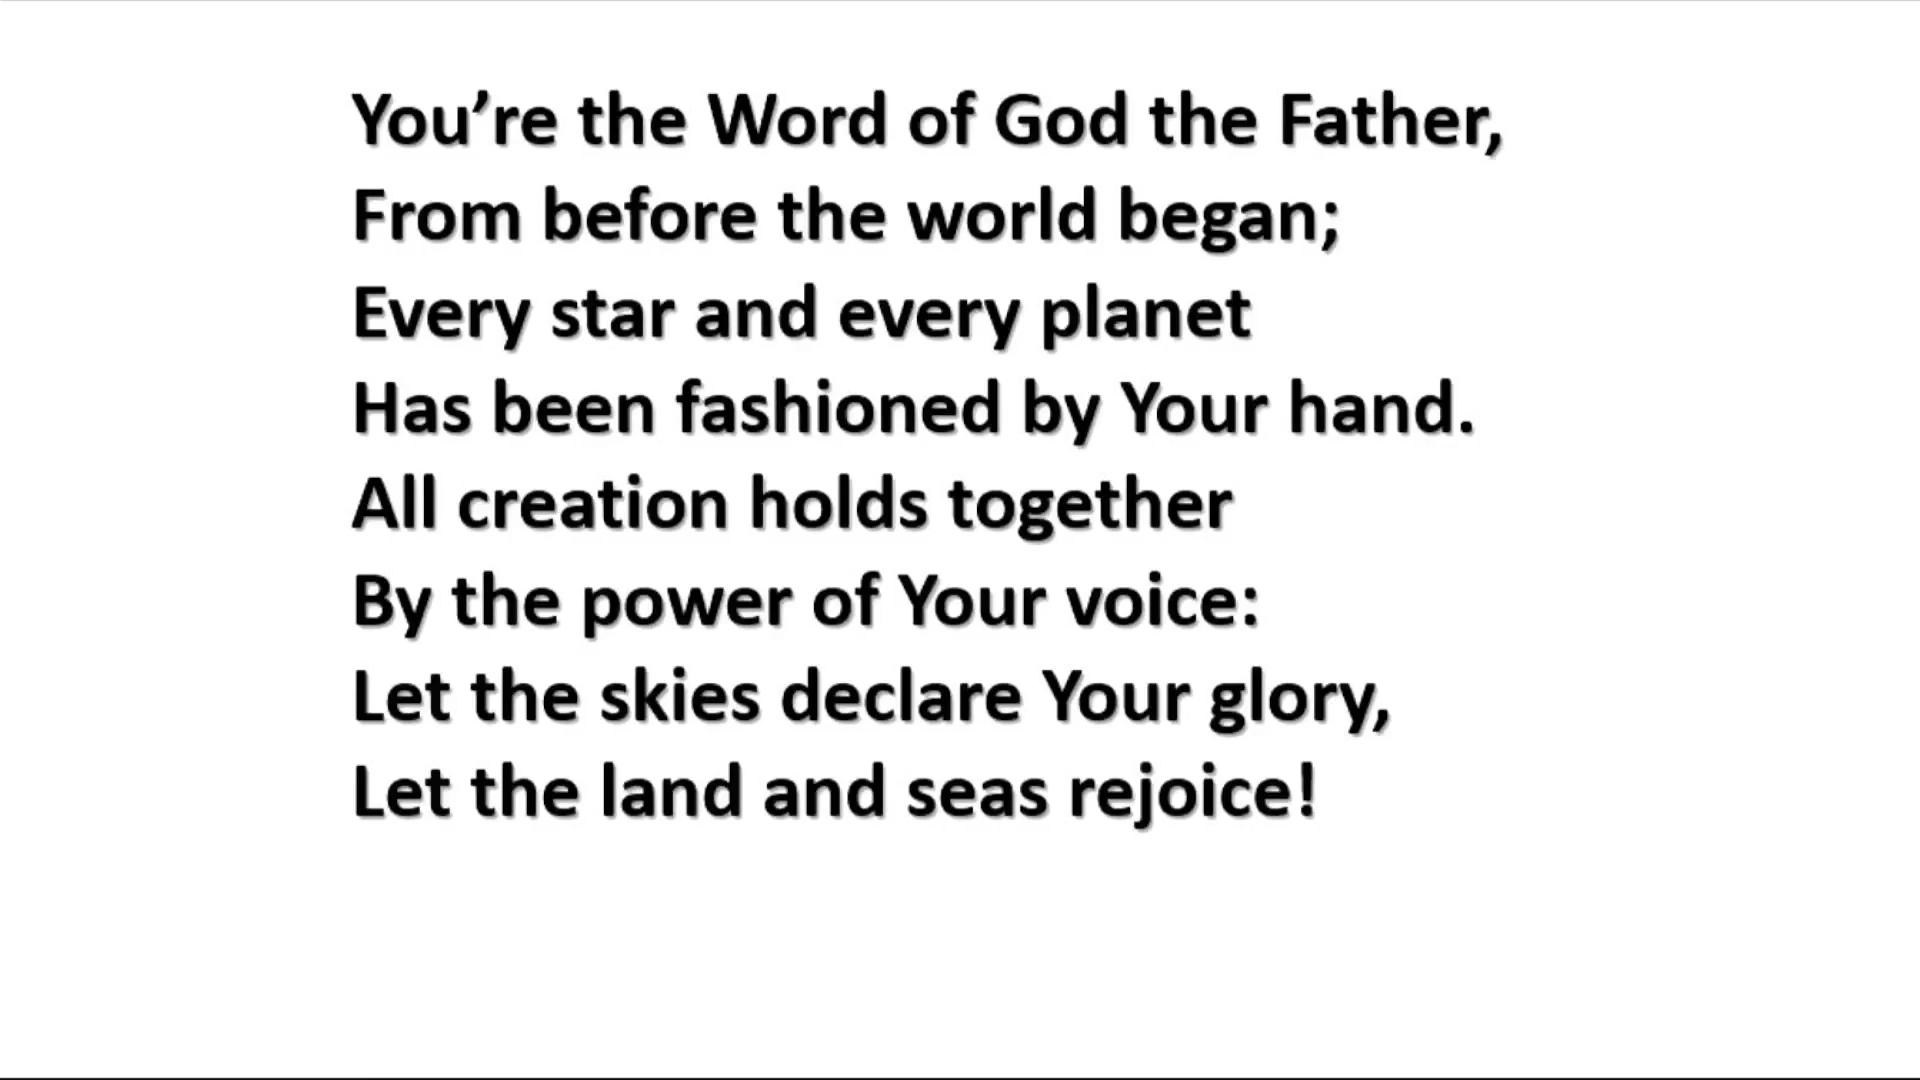 You’re the Word of God the Father,
From before the world began;
Every star and every planet
Has been fashioned by Your hand.
All creation holds together
By the power of Your voice:
Let the skies declare Your glory,
Let the land and seas rejoice!